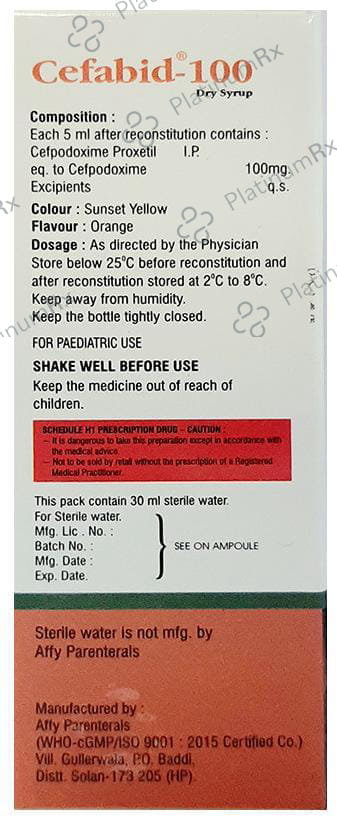 Cefabid®-100
Dry Syrup
Composition :
Each 5 ml after reconstitution contains :
Cefpodoxime Proxetil I.P.
eq. to Cefpodoxime 100mg.
Excipients q.s.
Colour : Sunset Yellow
Flavour : Orange
Dosage : As directed by the Physician
Store below 25°C before reconstitution and
after reconstitution stored at 2°C to 8°C.
Keep away from humidity.
Keep the bottle tightly closed.
FOR PAEDIATRIC USE
SHAKE WELL BEFORE USE
Keep the medicine out of reach of
children.
SCHEDULE H1 PRESCRIPTION DRUG - CAUTION :
- It is dangerous to take this preparation except in accordance with
the medical advice.
- Not to be sold by retail without the prescription of a Registered
Medical Practitioner.
This pack contain 30 ml sterile water.
For Sterile water.
Mfg. Lic . No. :
Batch No. :
Mfg. Date :
Exp. Date.
SEE ON AMPOULE
Sterile water is not mfg. by
Affy Parenterals
Manufactured by :
Affy Parenterals
(WHO-cGMP/ISO 9001 : 2015 Certified Co.)
Vill. Gullerwala, P.O. Baddi,
Distt. Solan-173 205 (HP).
PlatinumRx
PlatinumRx
PlatinumRx
PlatinumRx